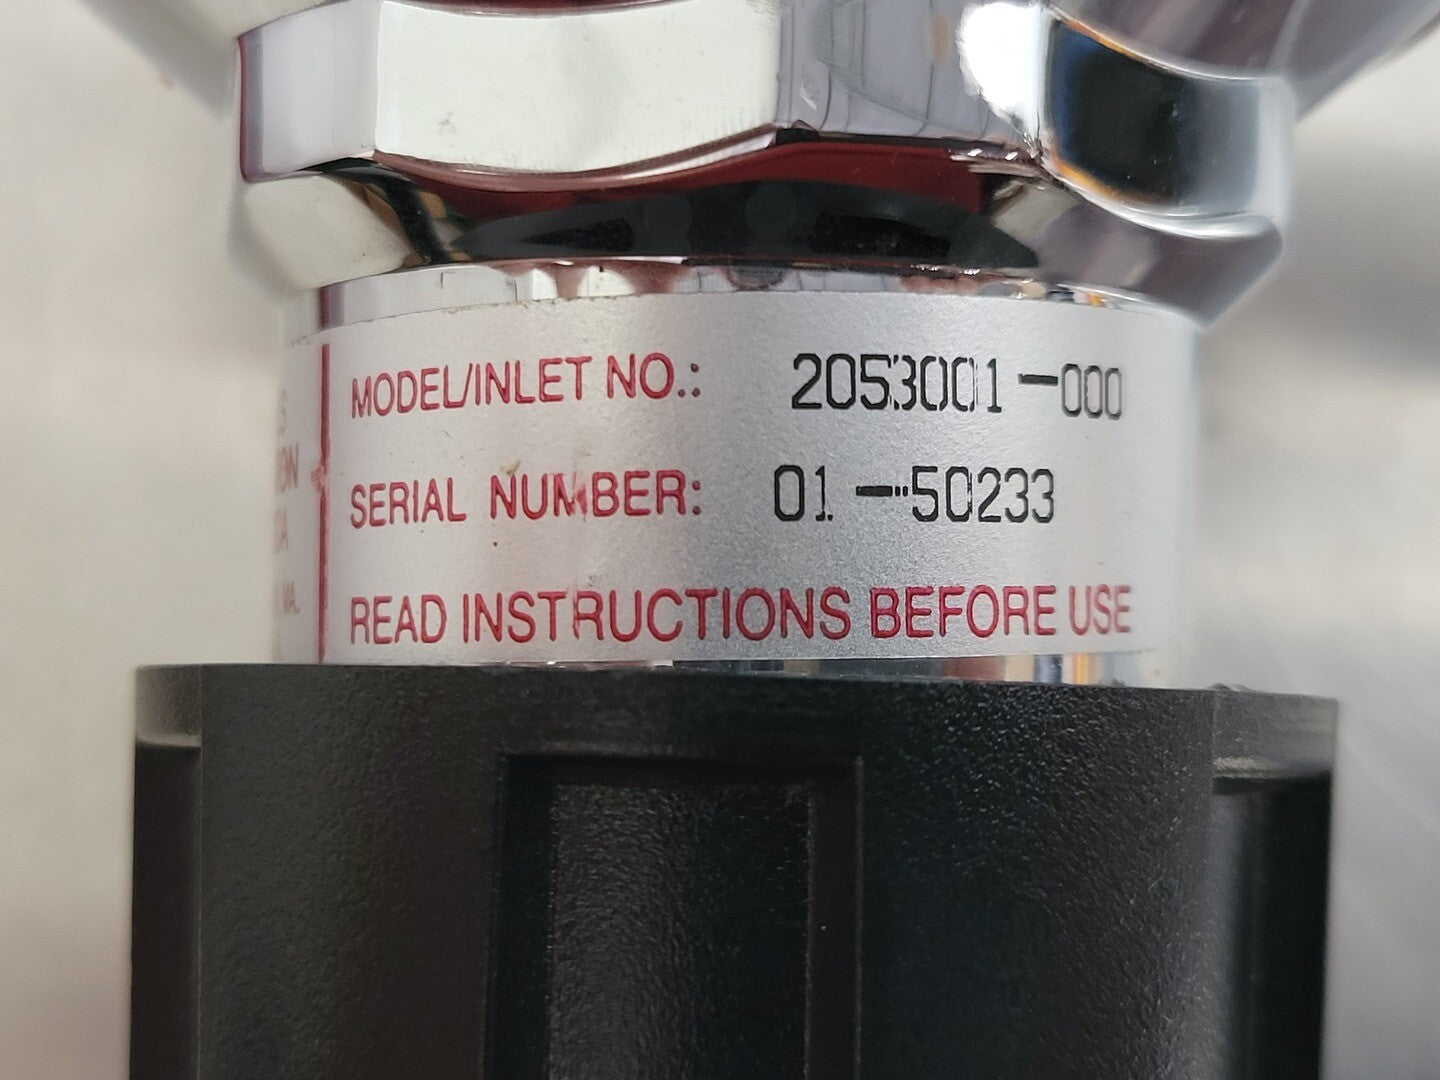 MODEL/INLET NO.: 2053001-000
SERIAL NUMBER: 01-50233
READ INSTRUCTIONS BEFORE USE